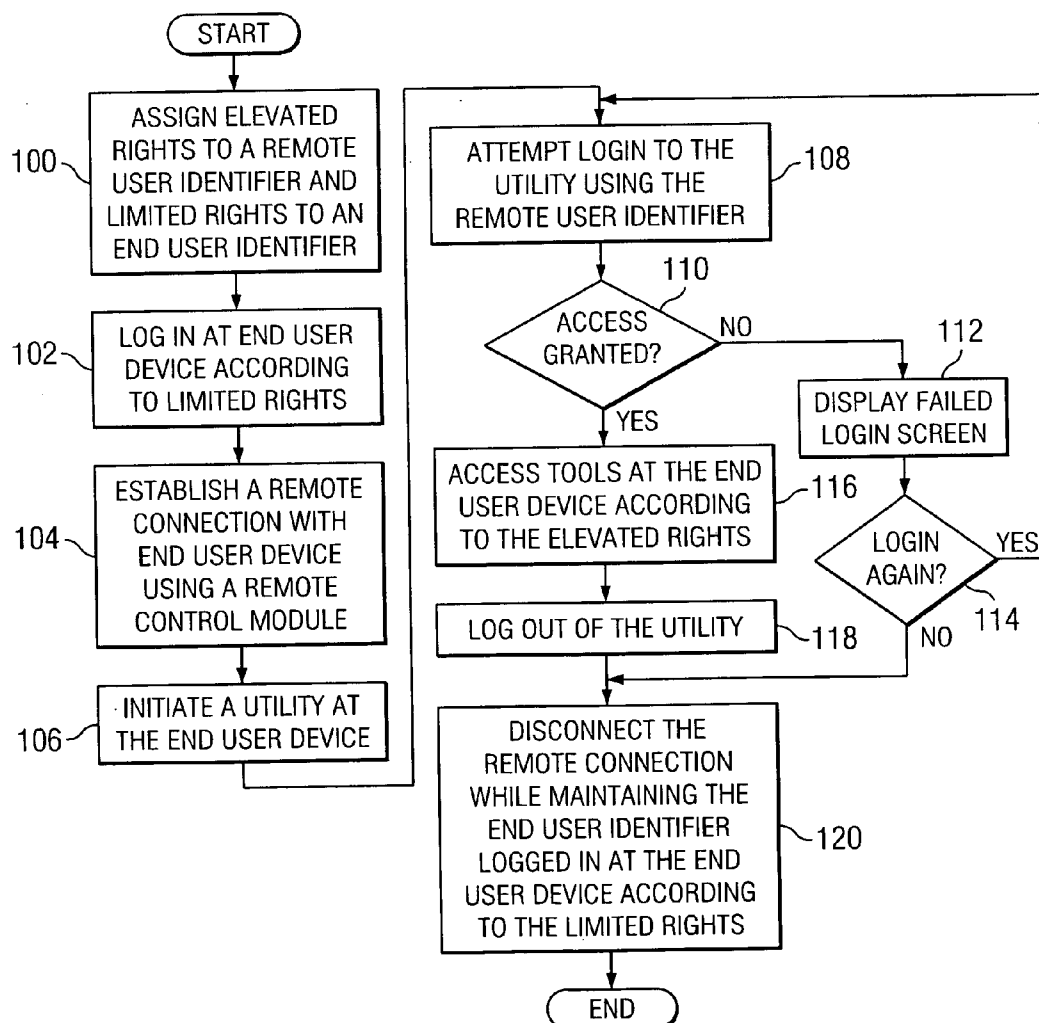 START
100
ASSIGN ELEVATED
RIGHTS TO A REMOTE
USER IDENTIFIER AND
LIMITED RIGHTS TO AN
END USER IDENTIFIER
102
LOG IN AT END USER
DEVICE ACCORDING
TO LIMITED RIGHTS
104
ESTABLISH A REMOTE
CONNECTION WITH
END USER DEVICE
USING A REMOTE
CONTROL MODULE
106
INITIATE A UTILITY AT
THE END USER DEVICE
ATTEMPT LOGIN TO THE
UTILITY USING THE
REMOTE USER IDENTIFIER
108
110
ACCESS
GRANTED?
NO
YES
112
DISPLAY FAILED
LOGIN SCREEN
LOGIN
AGAIN?
YES
114
NO
ACCESS TOOLS AT THE END
USER DEVICE ACCORDING
TO THE ELEVATED RIGHTS
116
LOG OUT OF THE UTILITY
118
DISCONNECT THE
REMOTE CONNECTION
WHILE MAINTAINING THE
END USER IDENTIFIER
LOGGED IN AT THE END
USER DEVICE ACCORDING
TO THE LIMITED RIGHTS
120
END